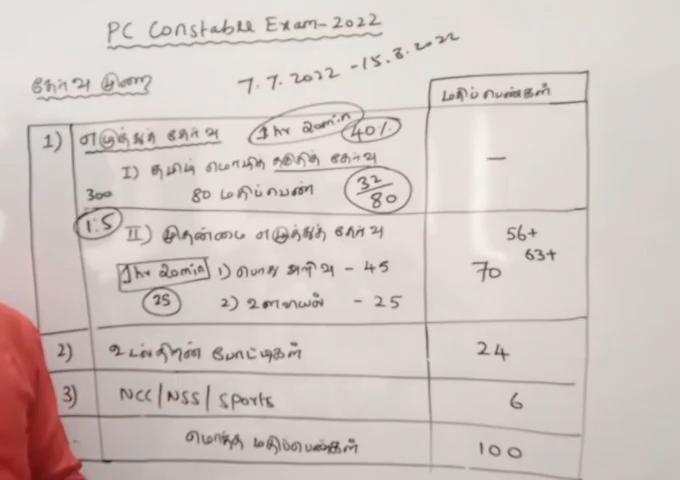 PC Constable Exam-2022
7.7.2022 - 15.8.2022
தேர்வு முறை
மதிப்பெண்கள்
1) எழுத்துத் தேர்வு 1hr 20min 40%
I) தமிழ் மொழித் தகுதித் தேர்வு -
300 80 மதிப்பெண் 32/80
1:5 II) முதன்மை எழுத்துத் தேர்வு 56+
63+
1hr 20min 1) பொது அறிவு - 45 70
25 2) உளவியல் - 25
2) உடல்திறன் போட்டிகள் 24
3) NCC/NSS/Sports 6
மொத்த மதிப்பெண்கள் 100